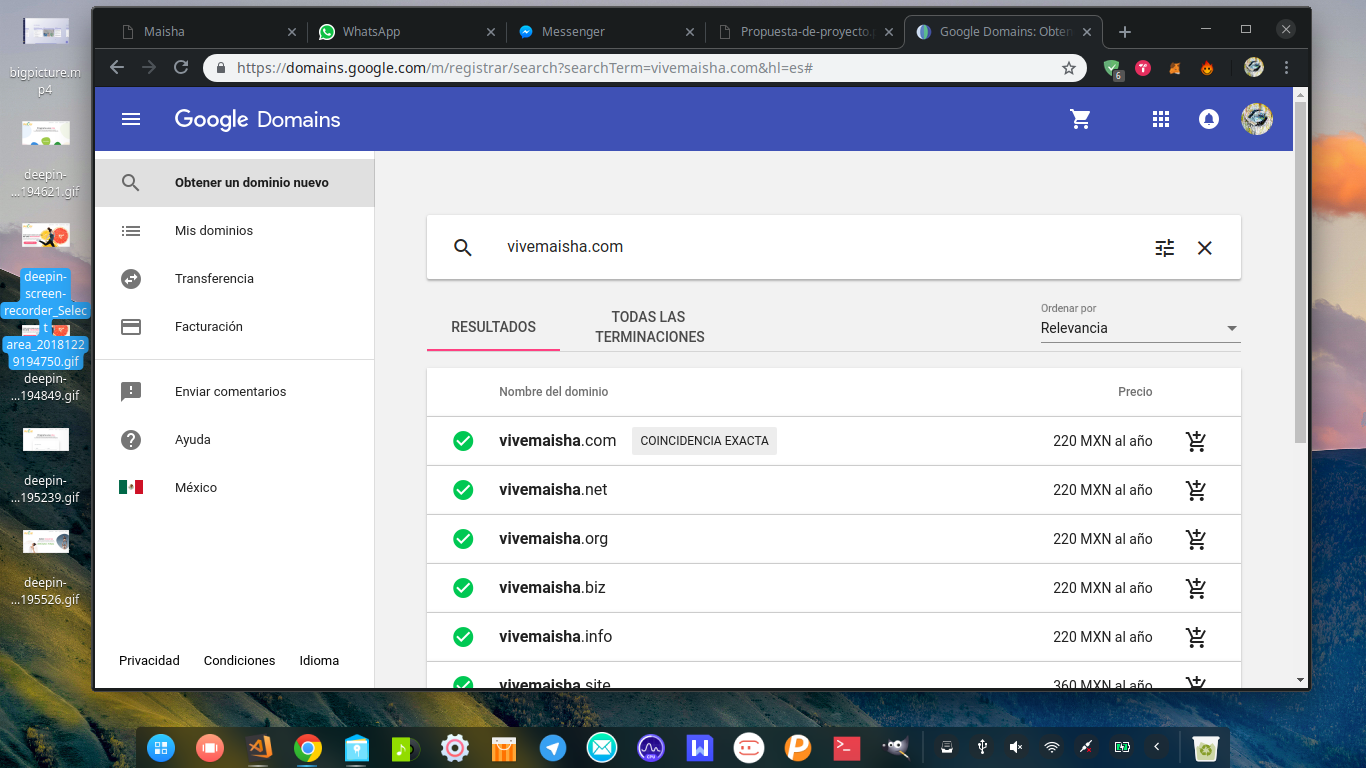 bigpicture.m
p4
deepin-
...194621.gif
deepin-
screen-
recorder_Selec
t
area_2018122
9194750.gif
deepin-
...194849.gif
deepin-
...195239.gif
deepin-
...195526.gif
Maisha
WhatsApp
Messenger
Propuesta-de-proyecto.
Google Domains: Obten
https://domains.google.com/m/registrar/search?searchTerm=vivemaisha.com&hl=es#
6
Google Domains
Obtener un dominio nuevo
Mis dominios
Transferencia
Facturación
Enviar comentarios
Ayuda
México
Privacidad Condiciones Idioma
vivemaisha.com
RESULTADOS
TODAS LAS
TERMINACIONES
Ordenar por
Relevancia
Nombre del dominio Precio
vivemaisha.com COINCIDENCIA EXACTA 220 MXN al año
vivemaisha.net 220 MXN al año
vivemaisha.org 220 MXN al año
vivemaisha.biz 220 MXN al año
vivemaisha.info 220 MXN al año
vivemaisha.site 360 MXN al año